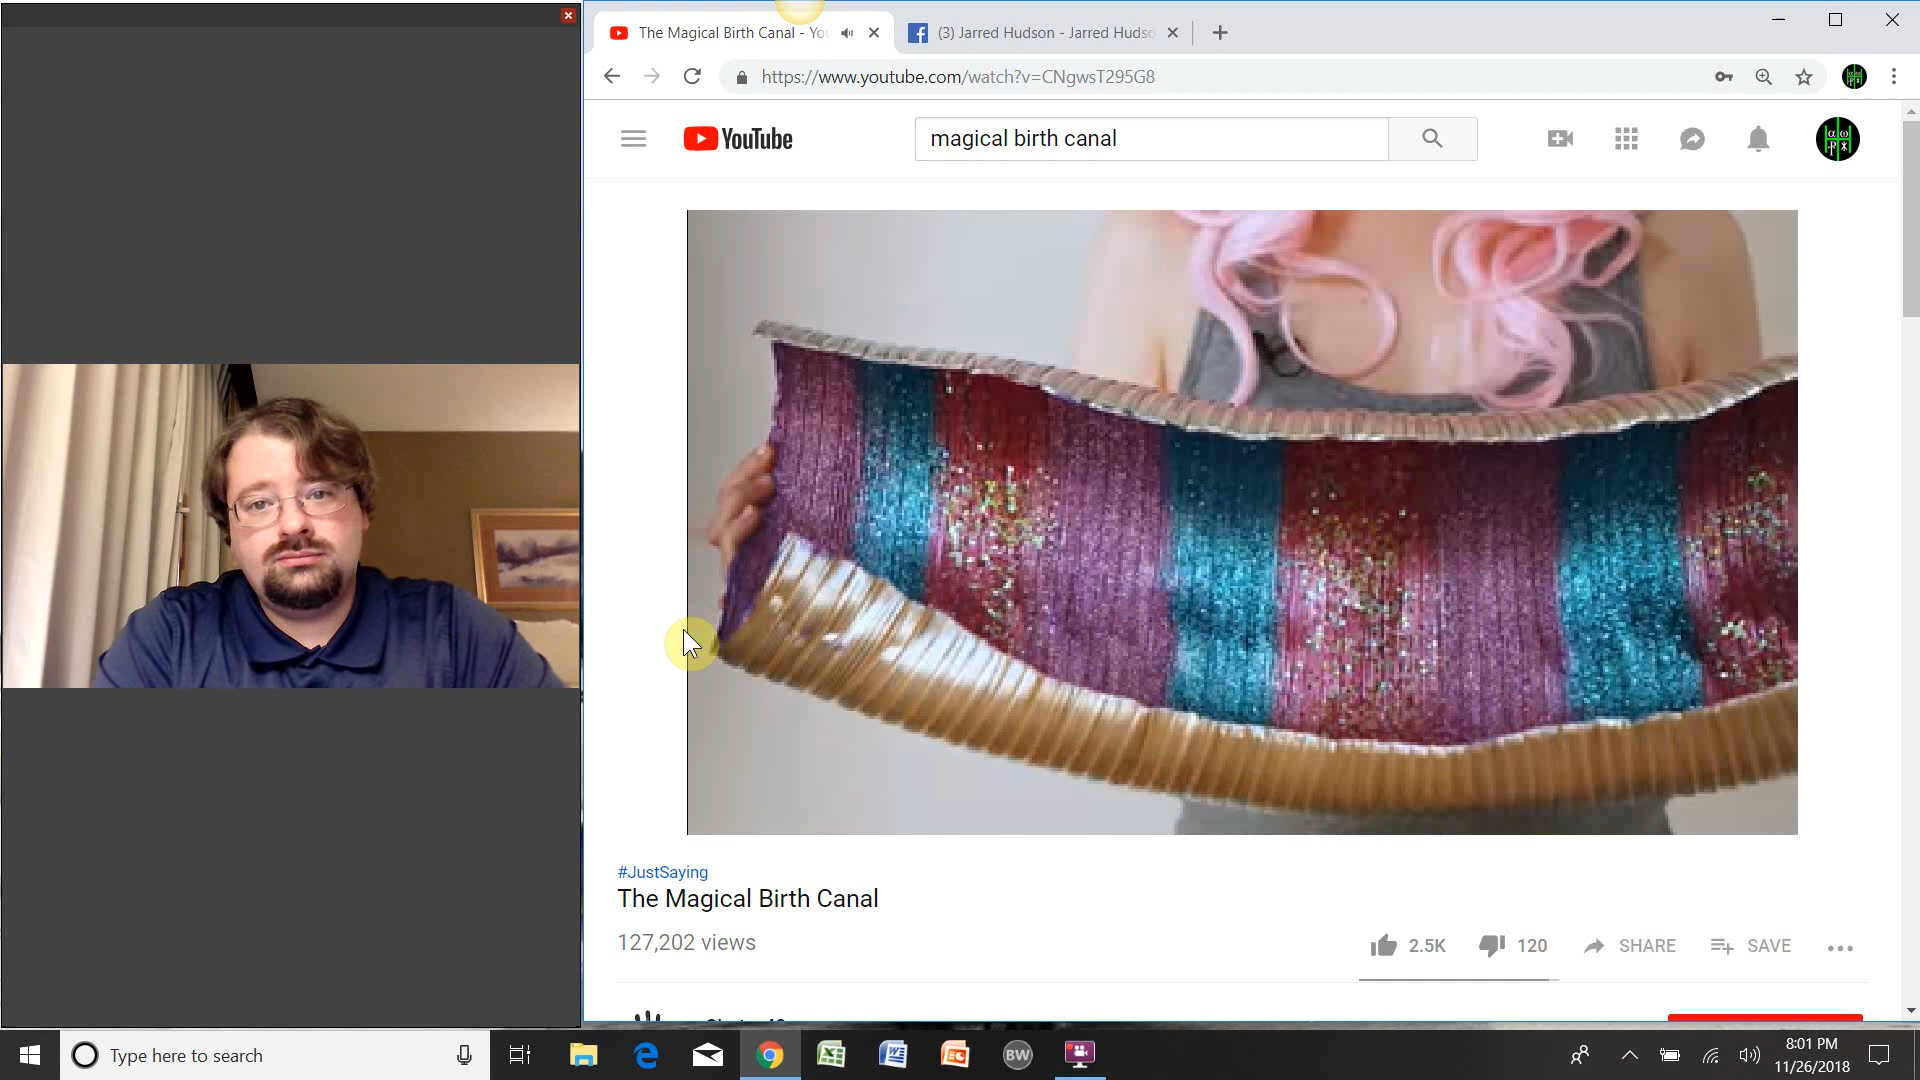 The Magical Birth Canal - You
(3) Jarred Hudson - Jarred Hudso
https://www.youtube.com/watch?v=CNgwsT295G8
YouTube
magical birth canal
#JustSaying
The Magical Birth Canal
127,202 views
2.5K
120
SHARE
SAVE
Type here to search
BW
8:01 PM
11/26/2018